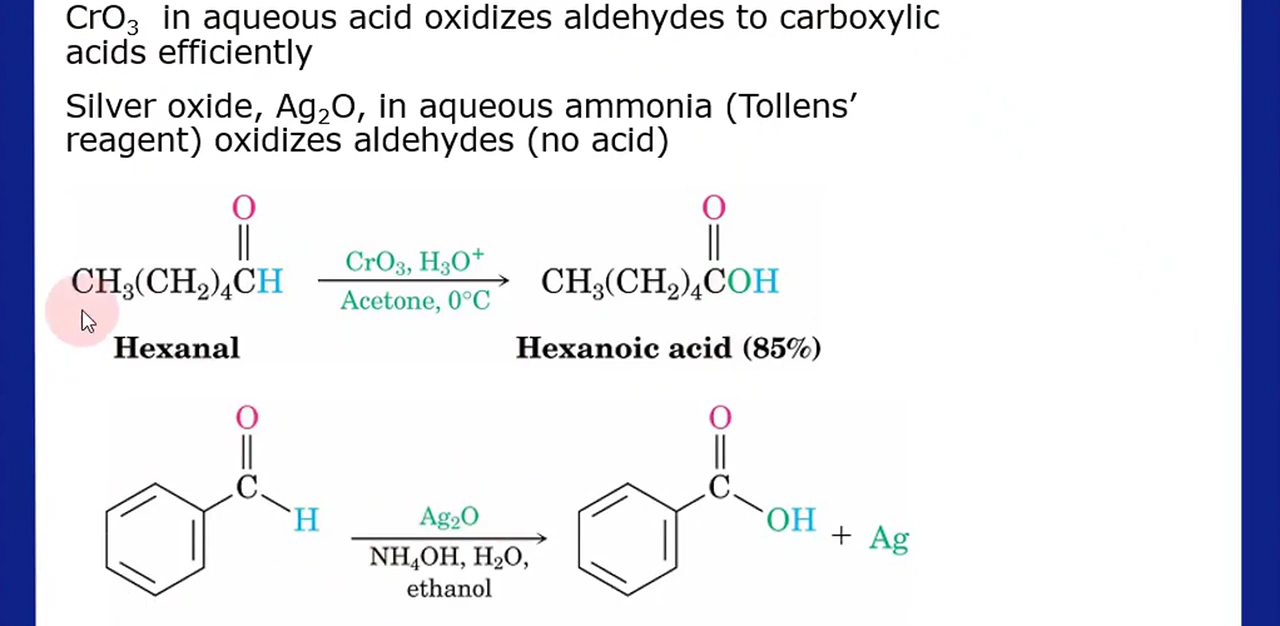 CrO₃ in aqueous acid oxidizes aldehydes to carboxylic
acids efficiently
Silver oxide, Ag₂O, in aqueous ammonia (Tollens’
reagent) oxidizes aldehydes (no acid)
O
CH₃(CH₂)₄CH
CrO₃, H₃O⁺
Acetone, 0°C
O
CH₃(CH₂)₄COH
Hexanal
Hexanoic acid (85%)
O
C
H
Ag₂O
NH₄OH, H₂O,
ethanol
O
C
OH
+ Ag